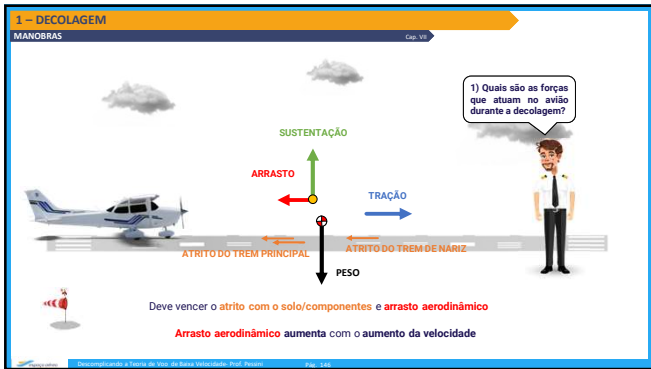 1 – DECOLAGEM
MANOBRAS
Cap. VII
1) Quais são as forças
que atuam no avião
durante a decolagem?
SUSTENTAÇÃO
ARRASTO
TRAÇÃO
ATRITO DO TREM PRINCIPAL
ATRITO DO TREM DE NARIZ
PESO
Deve vencer o atrito com o solo/componentes e arrasto aerodinâmico
Arrasto aerodinâmico aumenta com o aumento da velocidade
Descomplicando a Teoria de Voo de Baixa Velocidade- Prof. Pessini
Pág. 146